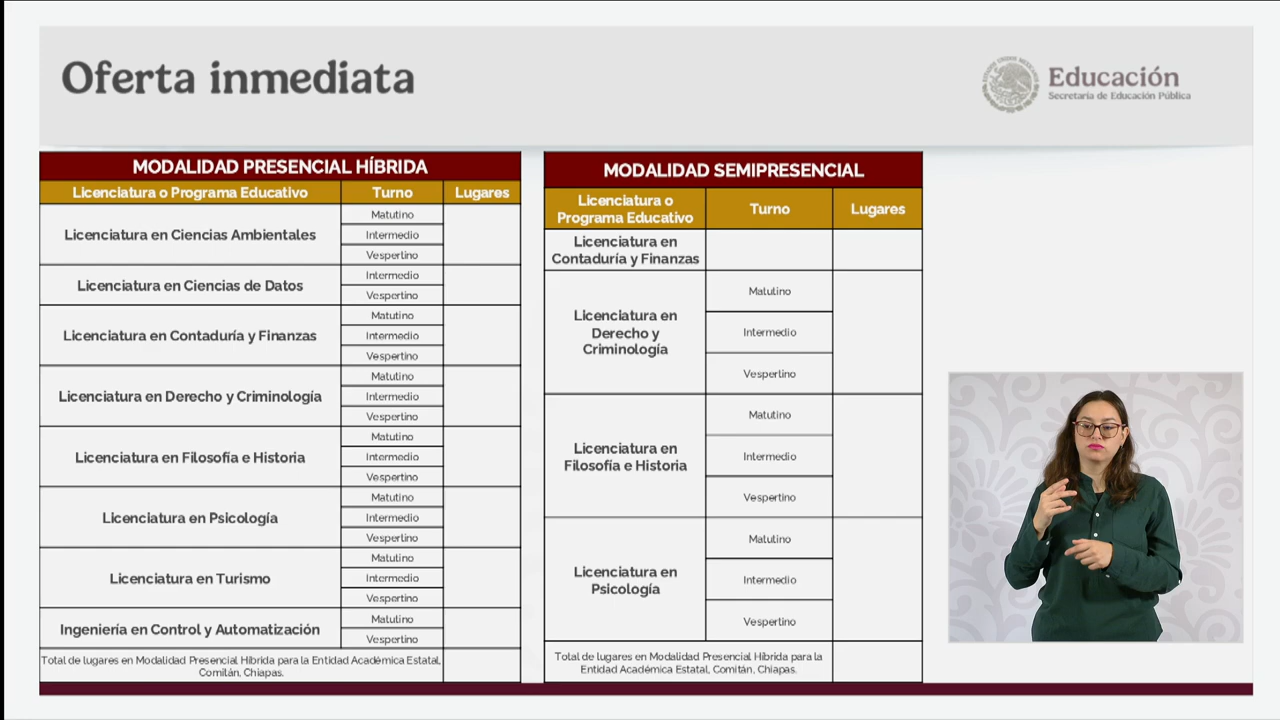 Oferta inmediata
Educación
Secretaría de Educación Pública
MODALIDAD PRESENCIAL HÍBRIDA
Licenciatura o Programa Educativo
Turno
Lugares
Licenciatura en Ciencias Ambientales
Matutino
Intermedio
Vespertino
Licenciatura en Ciencias de Datos
Intermedio
Vespertino
Licenciatura en Contaduría y Finanzas
Matutino
Intermedio
Vespertino
Licenciatura en Derecho y Criminología
Matutino
Intermedio
Vespertino
Licenciatura en Filosofía e Historia
Matutino
Intermedio
Vespertino
Licenciatura en Psicología
Matutino
Intermedio
Vespertino
Licenciatura en Turismo
Matutino
Intermedio
Vespertino
Ingeniería en Control y Automatización
Matutino
Vespertino
Total de lugares en Modalidad Presencial Híbrida para la Entidad Académica Estatal,
Comitán, Chiapas.
MODALIDAD SEMIPRESENCIAL
Licenciatura o
Programa Educativo
Turno
Lugares
Licenciatura en
Contaduría y Finanzas
Licenciatura en
Derecho y
Criminología
Matutino
Intermedio
Vespertino
Licenciatura en
Filosofía e Historia
Matutino
Intermedio
Vespertino
Licenciatura en
Psicología
Matutino
Intermedio
Vespertino
Total de lugares en Modalidad Presencial Híbrida para la
Entidad Académica Estatal, Comitán, Chiapas.